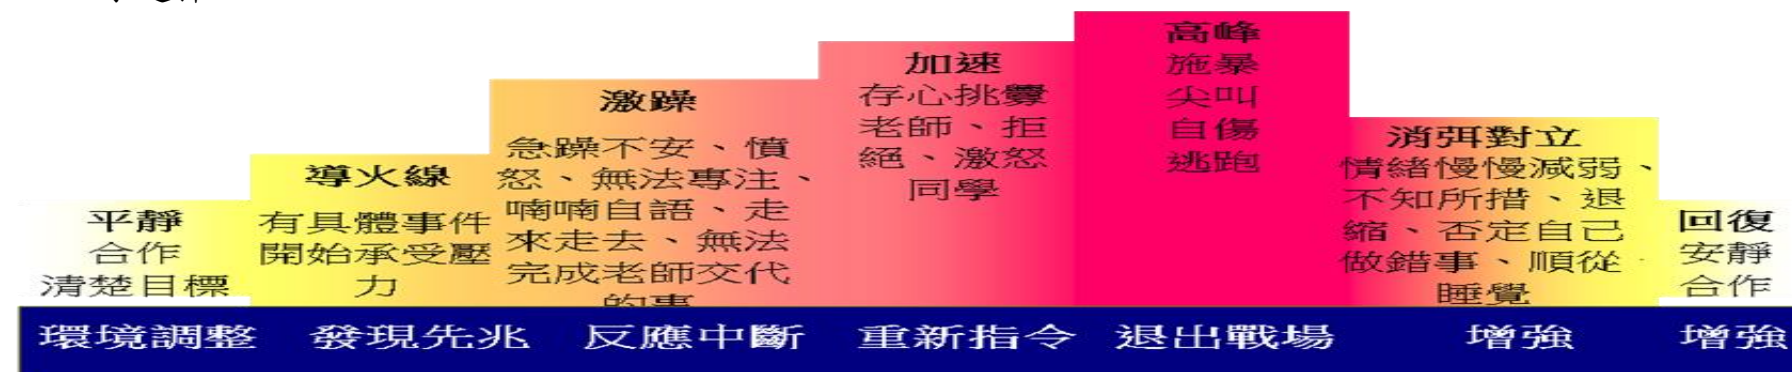 平靜
合作
清楚目標
導火線
有具體事件
開始承受壓
力
激躁
急躁不安、憤
怒、無法專注、
喃喃自語、走
來走去、無法
完成老師交代
的事
加速
存心挑釁
老師、拒
絕、激怒
同學
高峰
施暴
尖叫
自傷
逃跑
消弭對立
情緒慢慢減弱、
不知所措、退
縮、否定自己
做錯事、順從、
睡覺
回復
安靜
合作
環境調整
發現先兆
反應中斷
重新指令
退出戰場
增強
增強